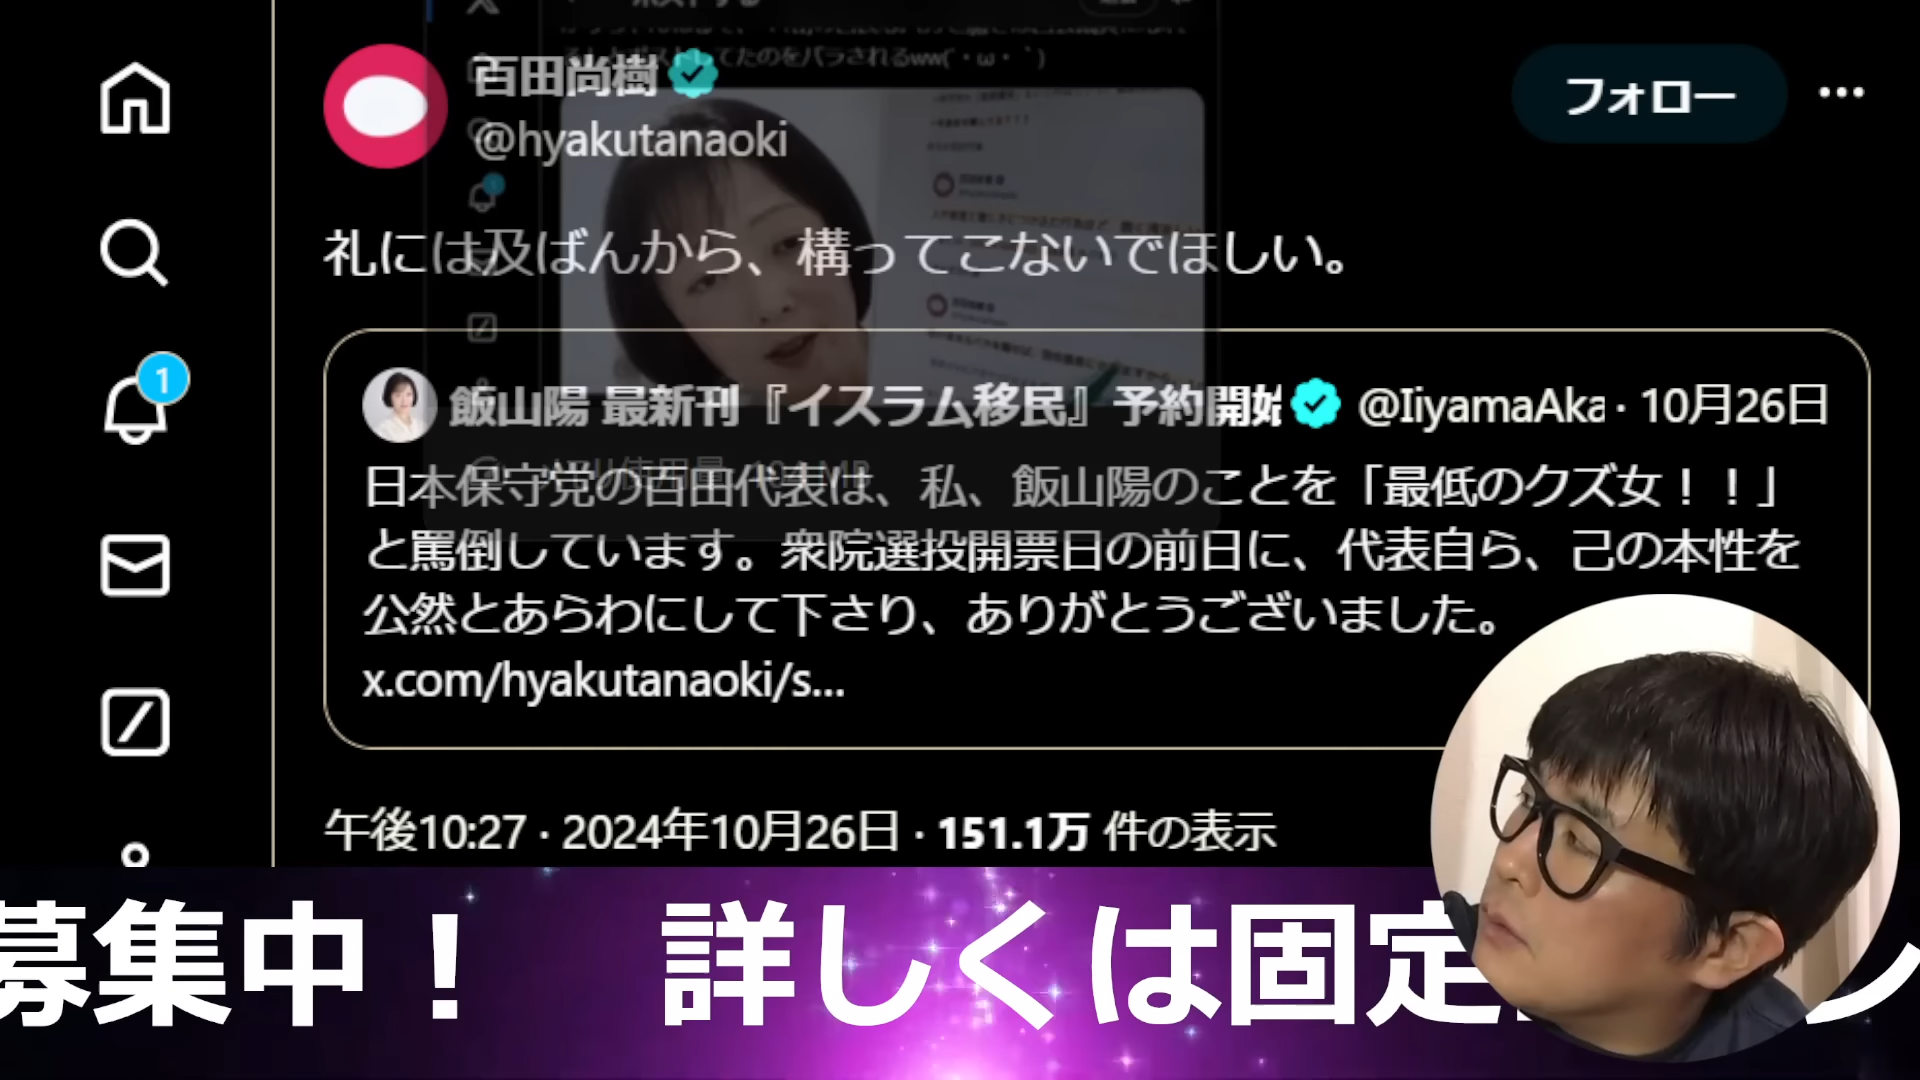 百田尚樹
@hyakutanaoki
フォロー
礼には及ばんから、構ってこないでほしい。
1
飯山陽 最新刊『イスラム移民』予約開始 @IiyamaAka · 10月26日
日本保守党の百田代表は、私、飯山陽のことを「最低のクズ女！！」
と罵倒しています。衆院選投開票日の前日に、代表自ら、己の本性を
公然とあらわにして下さり、ありがとうございました。
x.com/hyakutanaoki/s...
午後10:27 · 2024年10月26日 · 151.1万 件の表示
募集中！ 詳しくは固定